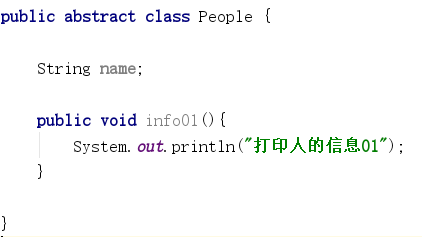 public abstract class People {
String name;
public void info01(){
System.out.println("打印人的信息01");
}
}